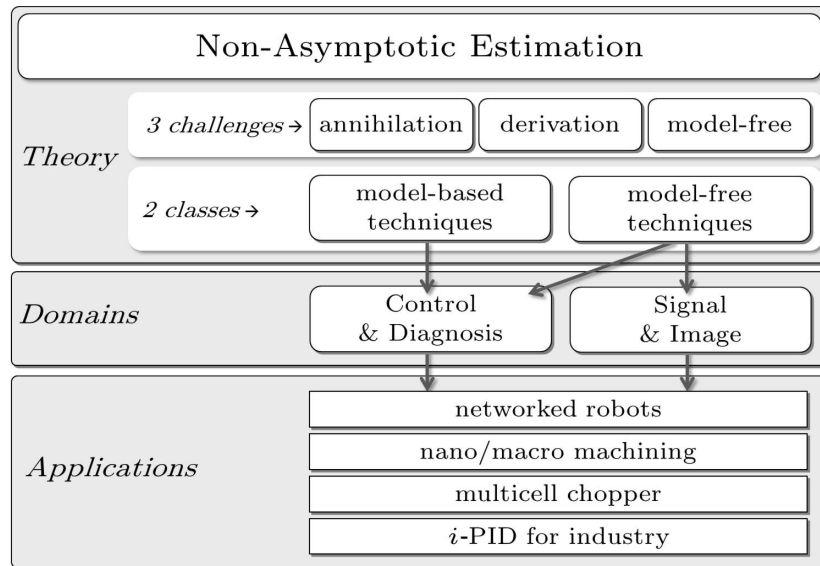 Non-Asymptotic Estimation
Theory
3 challenges →
annihilation
derivation
model-free
2 classes →
model-based
techniques
model-free
techniques
Domains
Control
& Diagnosis
Signal
& Image
Applications
networked robots
nano/macro machining
multicell chopper
i-PID for industry